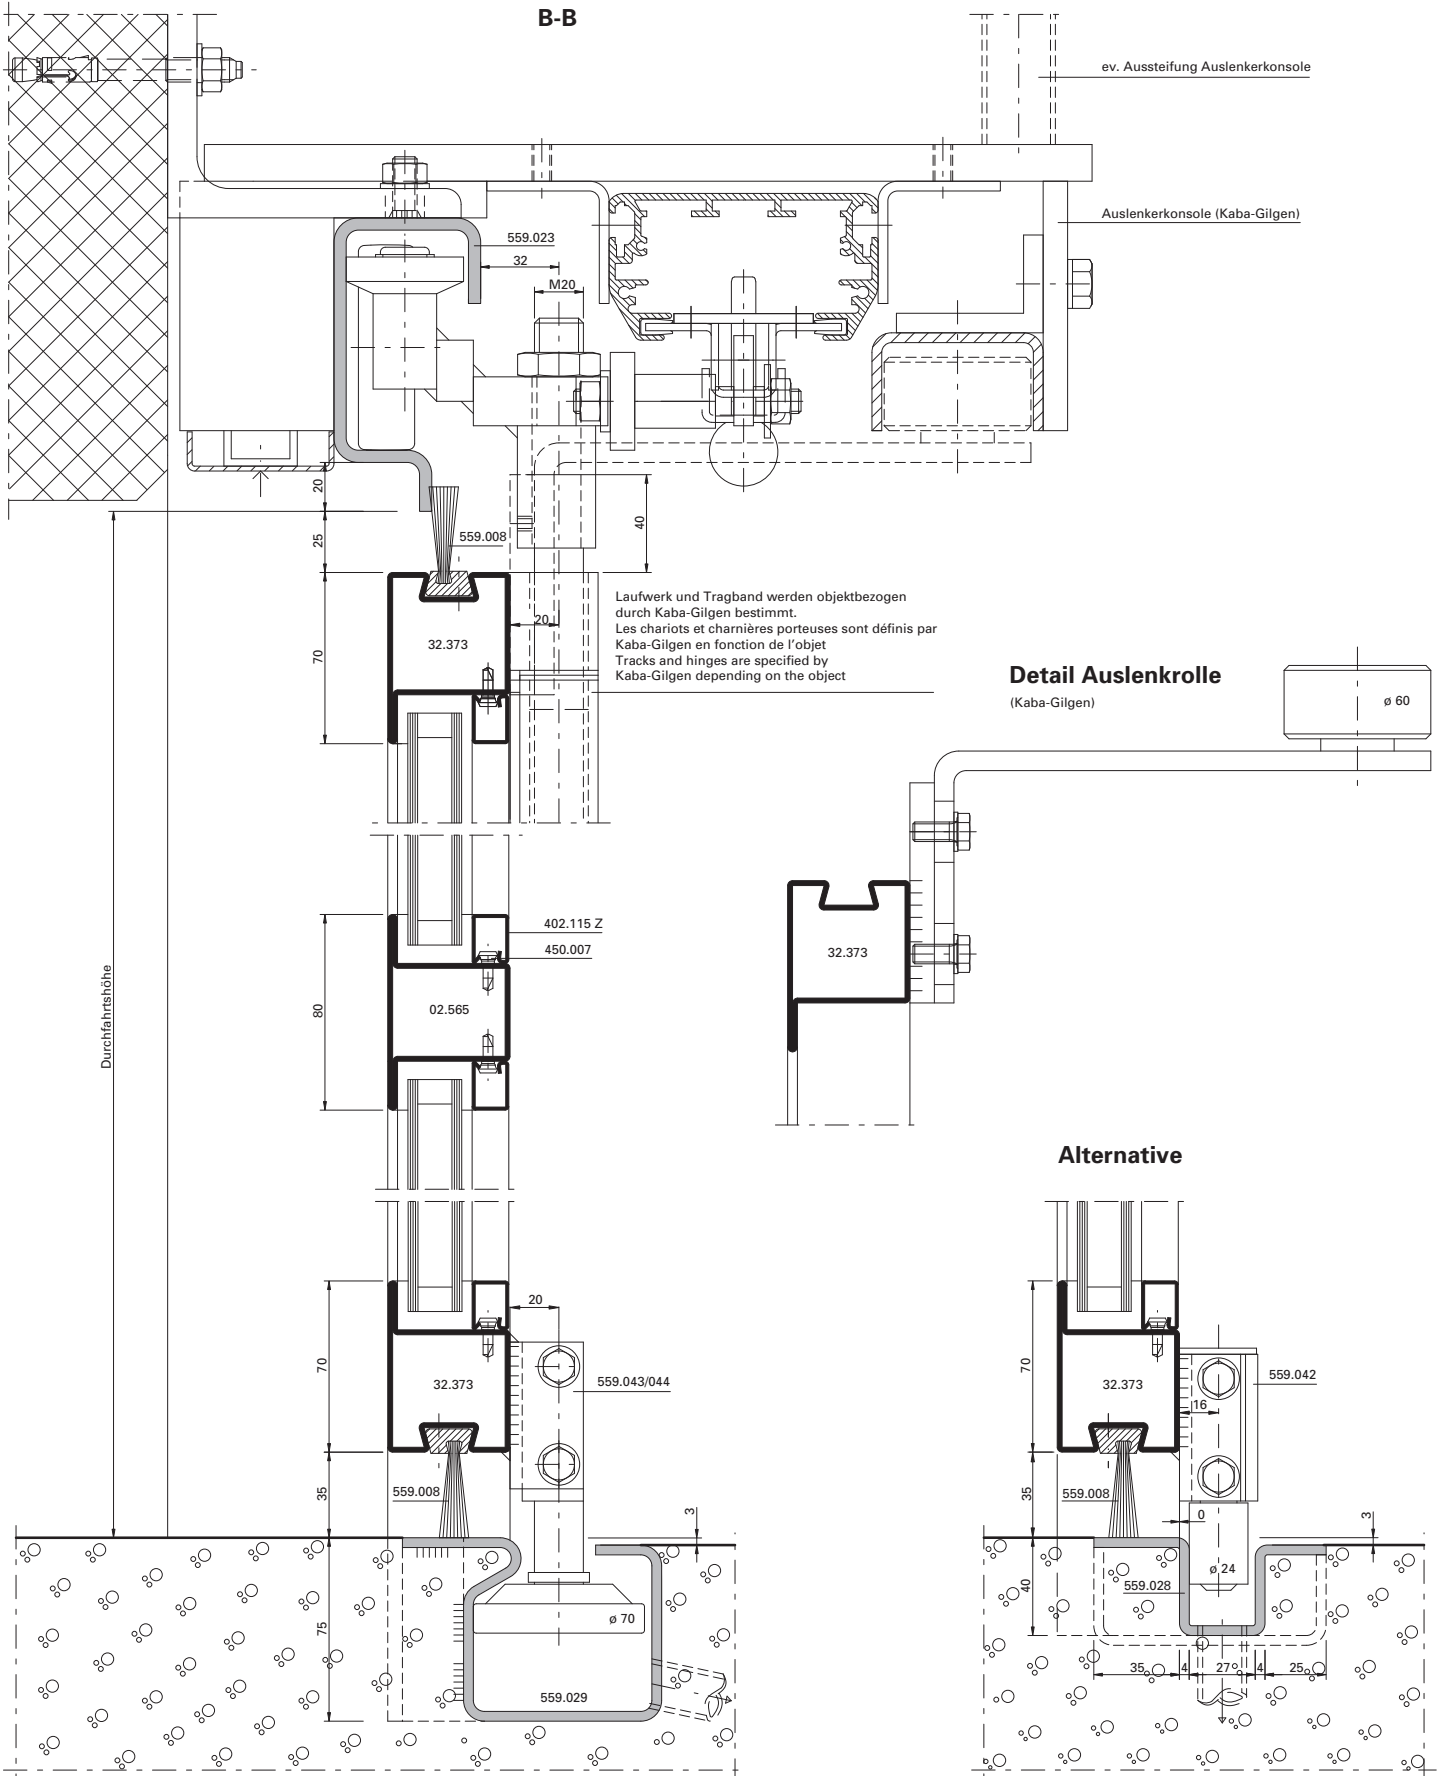 B-B
ev. Aussteifung Auslenkerkonsole
Auslenkerkonsole (Kaba-Gilgen)
559.023
32
M20
20
25
40
559.008
70
32.373
20
Laufwerk und Tragband werden objektbezogen
durch Kaba-Gilgen bestimmt.
Les chariots et charnières porteuses sont définis par
Kaba-Gilgen en fonction de l'objet
Tracks and hinges are specified by
Kaba-Gilgen depending on the object
Detail Auslenkrolle
(Kaba-Gilgen)
ø 60
32.373
402.115 Z
450.007
80
02.565
Durchfahrtshöhe
20
70
32.373
559.043/044
35
559.008
3
75
ø 70
559.029
Alternative
70
32.373
559.042
16
35
559.008
0
3
40
ø 24
559.028
35
4
27
4
25